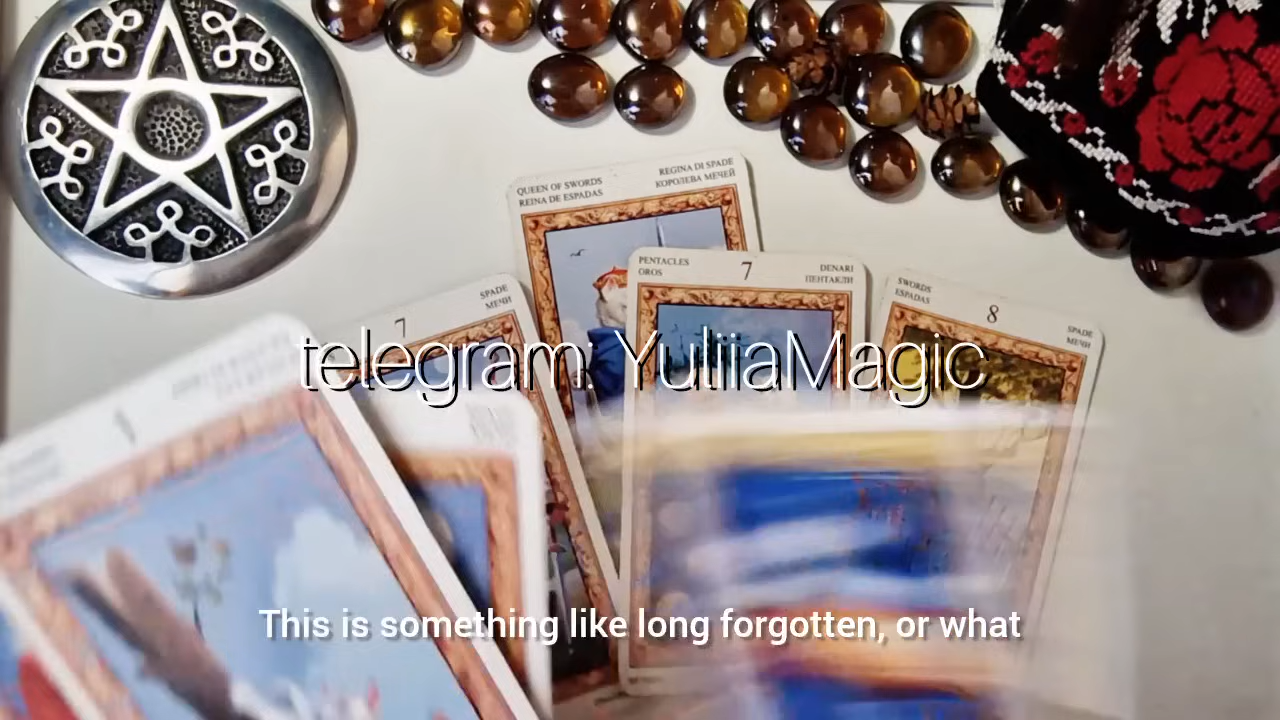 QUEEN OF SWORDS
REINA DE ESPADAS
REGINA DI SPADE
КОРОЛЕВА МЕЧЕЙ
PENTACLES
OROS
7
DENARI
ПЕНТАКЛИ
7
SPADE
МЕЧИ
SWORDS
ESPADAS
8
SPADE
МЕЧИ
telegram: YuliiaMagic
This is something like long forgotten, or what